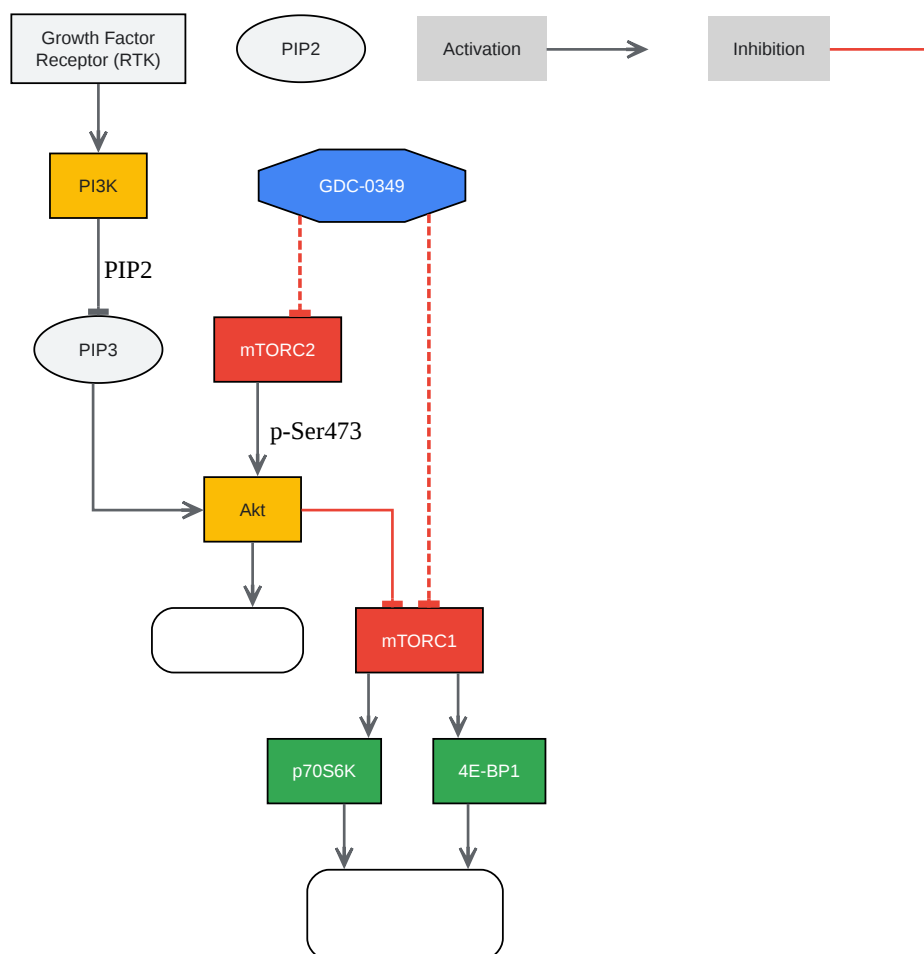 Growth Factor
Receptor (RTK)
PIP2
Activation
Inhibition
PI3K
GDC-0349
PIP2
PIP3
mTORC2
p-Ser473
Akt
mTORC1
p70S6K
4E-BP1